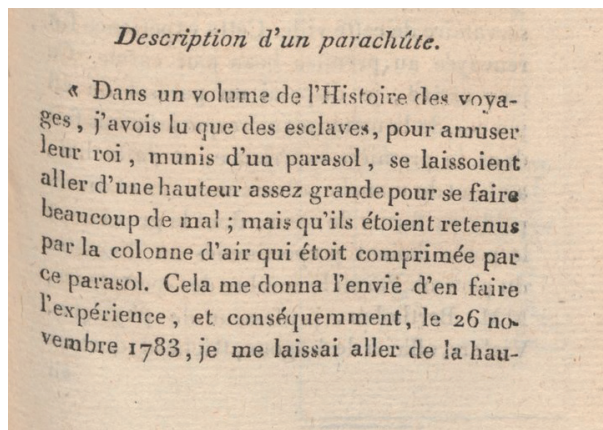 Description d'un parachûte.
« Dans un volume de l'Histoire des voya-
ges, j'avois lu que des esclaves, pour amuser
leur roi, munis d'un parasol, se laissoient
aller d'une hauteur assez grande pour se faire
beaucoup de mal; mais qu'ils étoient retenus
par la colonne d'air qui étoit comprimée par
ce parasol. Cela me donna l'envie d'en faire
l'expérience, et conséquemment, le 26 no-
vembre 1783, je me laissai aller de la hau-